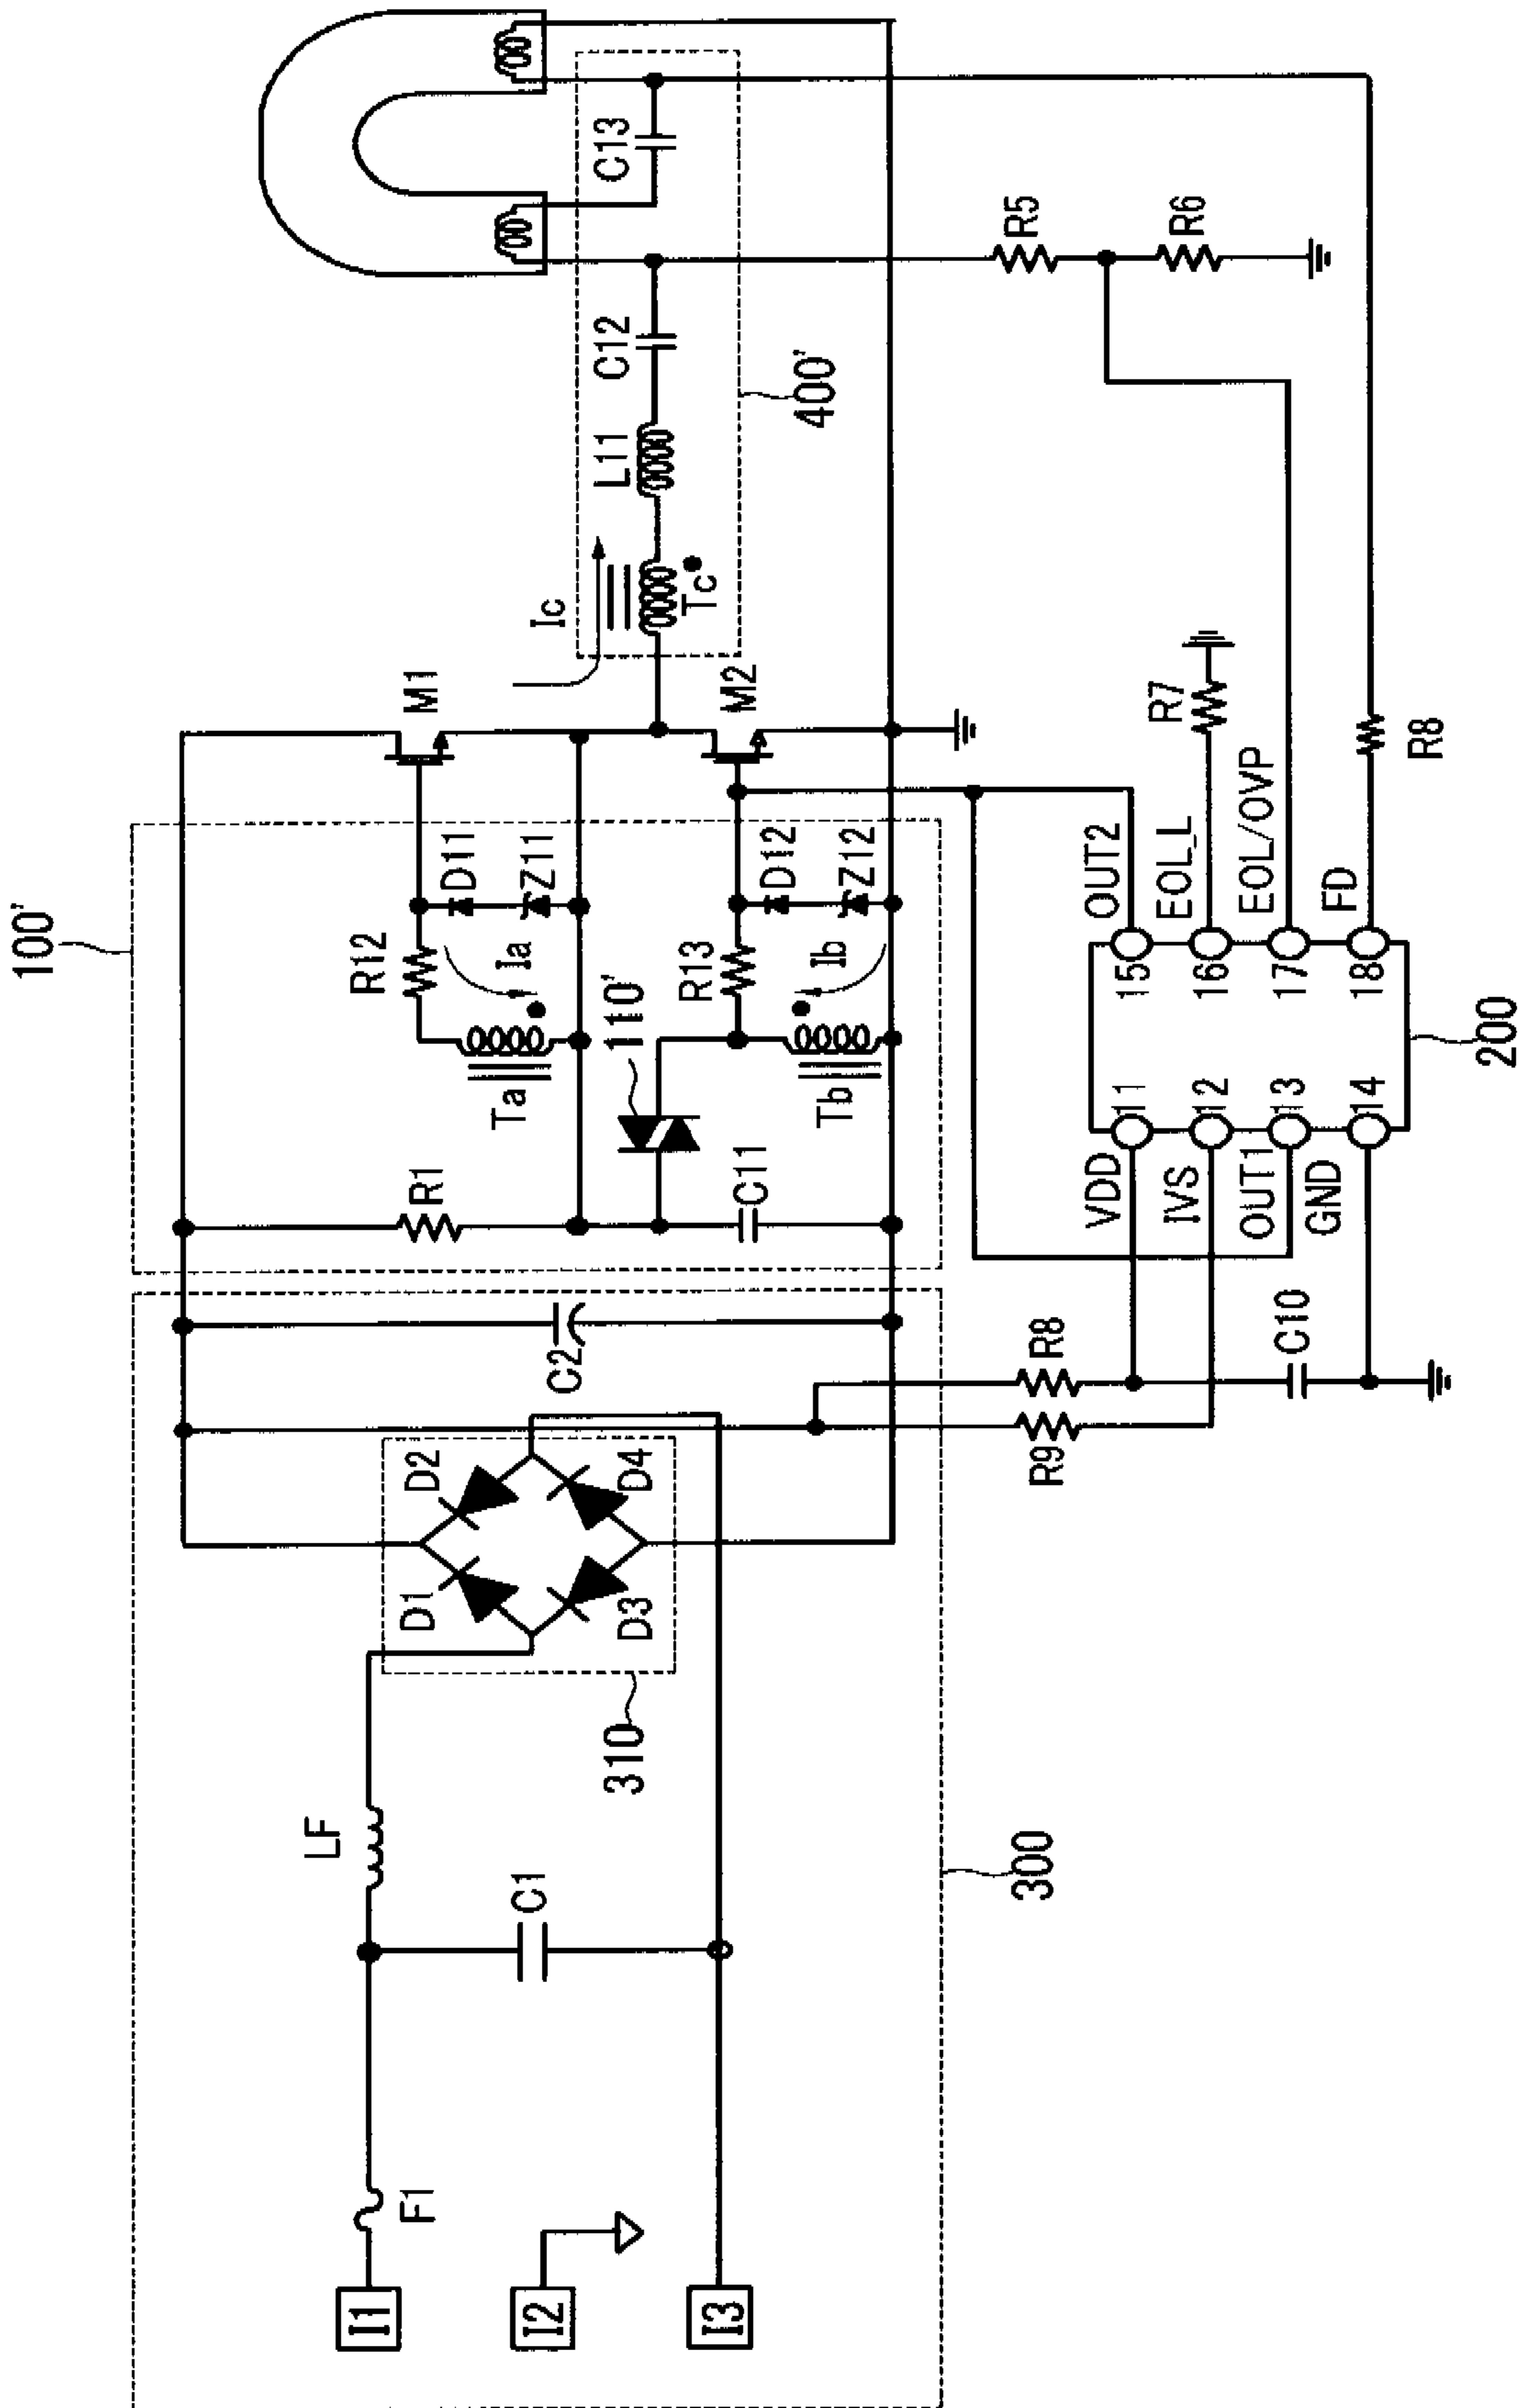 I1
I2
I3
F1
C1
LF
300
310
D1
D2
D3
D4
C2
R9
R8
C10
100'
R1
C11
110'
Ta
Tb
R12
Ia
R13
Ib
D11
Z11
D12
Z12
M1
M2
Ic
Tc
L11
C12
C13
400'
R5
R6
R7
R8
VDD
IVS
OUT1
GND
11
12
13
14
15
16
17
18
OUT2
EOL_L
EOL/OVP
FD
200